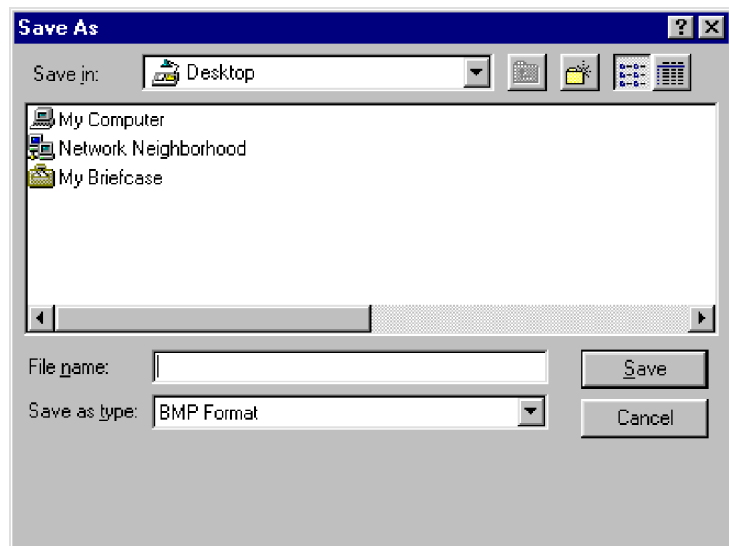 Save As
Save in: Desktop
My Computer
Network Neighborhood
My Briefcase
File name:
Save
Save as type: BMP Format
Cancel